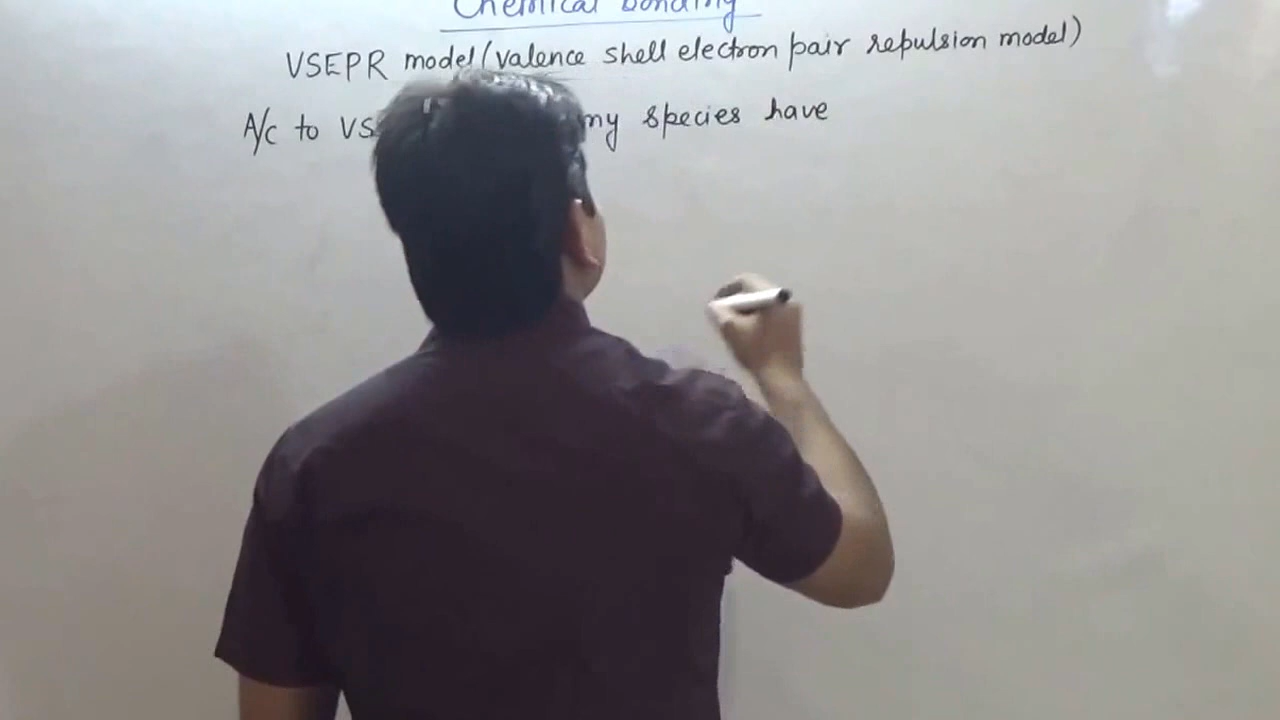 Chemical bonding
VSEPR model (valence shell electron pair repulsion model)
A/c to VS my species have